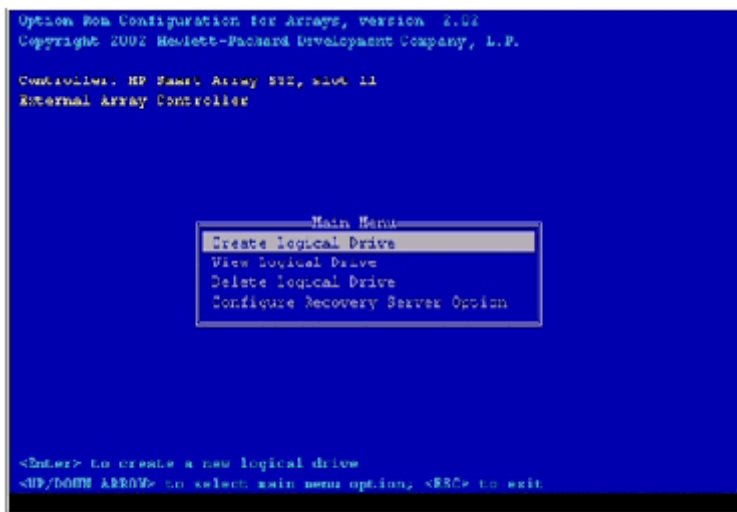 Option Rom Configuration for Arrays, version 2.02
Copyright 2002 Hewlett-Packard Development Company, L.P.
Controller: HP Smart Array 532, slot 11
External Array Controller
Main Menu
Create Logical Drive
View Logical Drive
Delete Logical Drive
Configure Recovery Server Option
<Enter> to create a new logical drive
<UP/DOWN ARROW> to select main menu option; <ESC> to exit